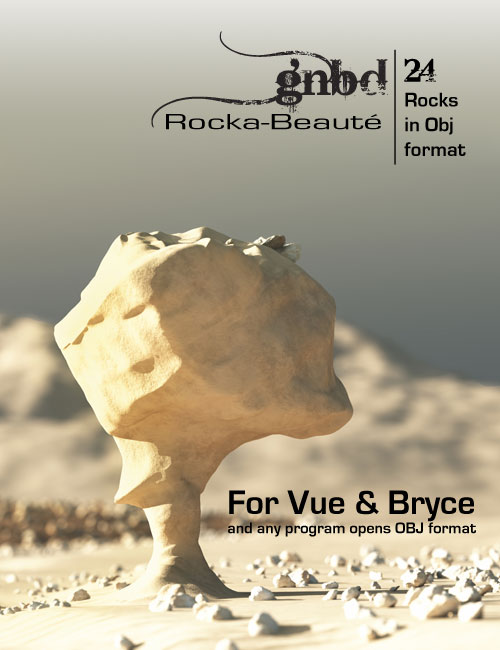 gnbd
Rocka-Beauté
24
Rocks
in Obj
format
For Vue & Bryce
and any program opens OBJ format